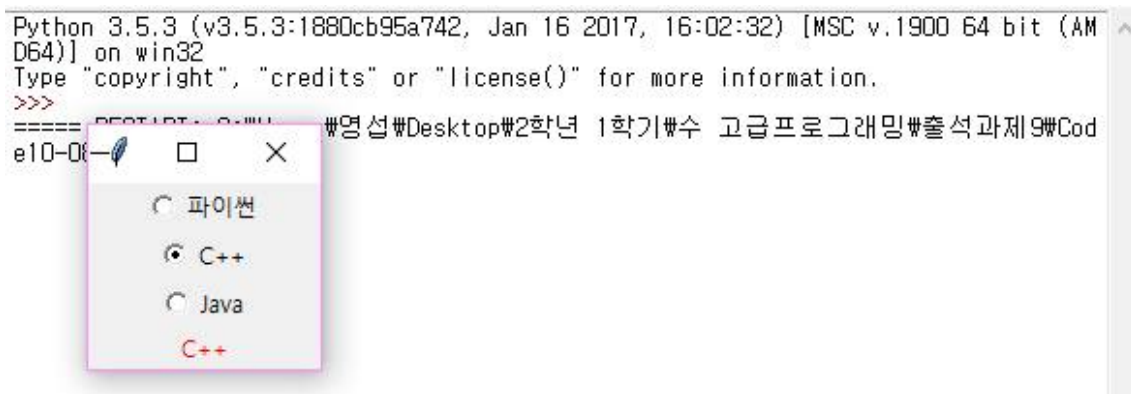 Python 3.5.3 (v3.5.3:1880cb95a742, Jan 16 2017, 16:02:32) [MSC v.1900 64 bit (AM
D64)] on win32
Type "copyright", "credits" or "license()" for more information.
>>>
===== #영섭#Desktop#2학년 1학기#수 고급프로그래밍#출석과제9#Cod
e10-08
파이썬
C++
Java
C++